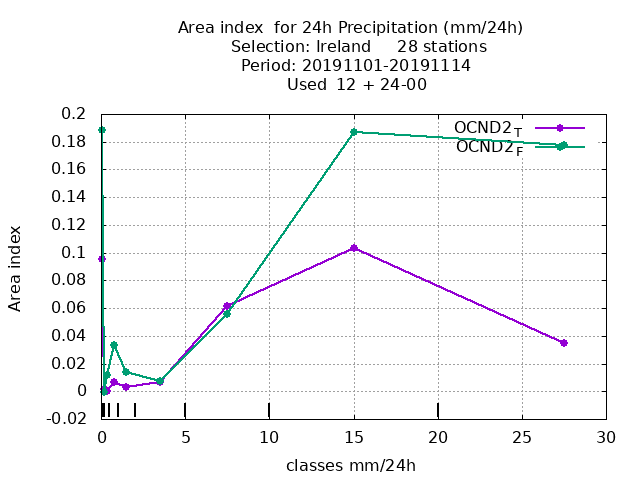 Area index  for 24h Precipitation (mm/24h)
Selection: Ireland     28 stations
Period: 20191101-20191114
Used  12 + 24-00
0.2
0.18
0.16
0.14
0.12
0.1
0.08
0.06
0.04
0.02
0
-0.02
Area index
OCND2T
OCND2F
0 5 10 15 20 25 30
classes mm/24h